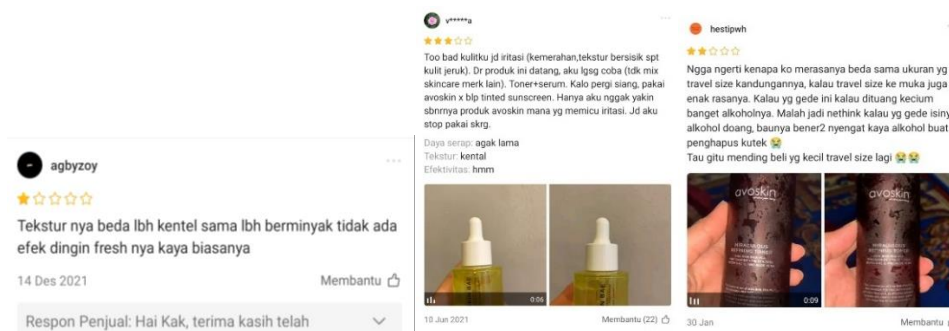 agbyzoy
Tekstur nya beda lbh kentel sama lbh berminyak tidak ada
efek dingin fresh nya kaya biasanya
14 Des 2021
Membantu
Respon Penjual: Hai Kak, terima kasih telah
v*****a
Too bad kulitku jd iritasi (kemerahan,tekstur bersisik spt
kulit jeruk). Dr produk ini datang, aku lgsg coba (tdk mix
skincare merk lain). Toner+serum. Kalo pergi siang, pakai
avoskin x blp tinted sunscreen. Hanya aku nggak yakin
sbnrnya produk avoskin mana yg memicu iritasi. Jd aku
stop pakai skrg.
Daya serap: agak lama
Tekstur: kental
Efektivitas: hmm
0:06
10 Jun 2021
Membantu (22)
hestipwh
Ngga ngerti kenapa ko merasanya beda sama ukuran yg
travel size kandungannya, kalau travel size ke muka juga
enak rasanya. Kalau yg gede ini kalau dituang kecium
banget alkoholnya. Malah jadi nethink kalau yg gede isiny
alkohol doang, baunya bener2 nyengat kaya alkohol buat
penghapus kutek 😭
Tau gitu mending beli yg kecil travel size lagi 😭😭
avoskin
avoskin
0:09
30 Jan
Membantu